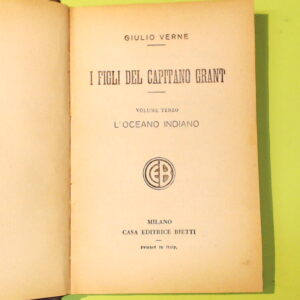 GIULIO VERNE
I FIGLI DEL CAPITANO GRANT
VOLUME TERZO
L'OCEANO INDIANO
CEB
MILANO
CASA EDITRICE BIETTI
Printed in Italy.